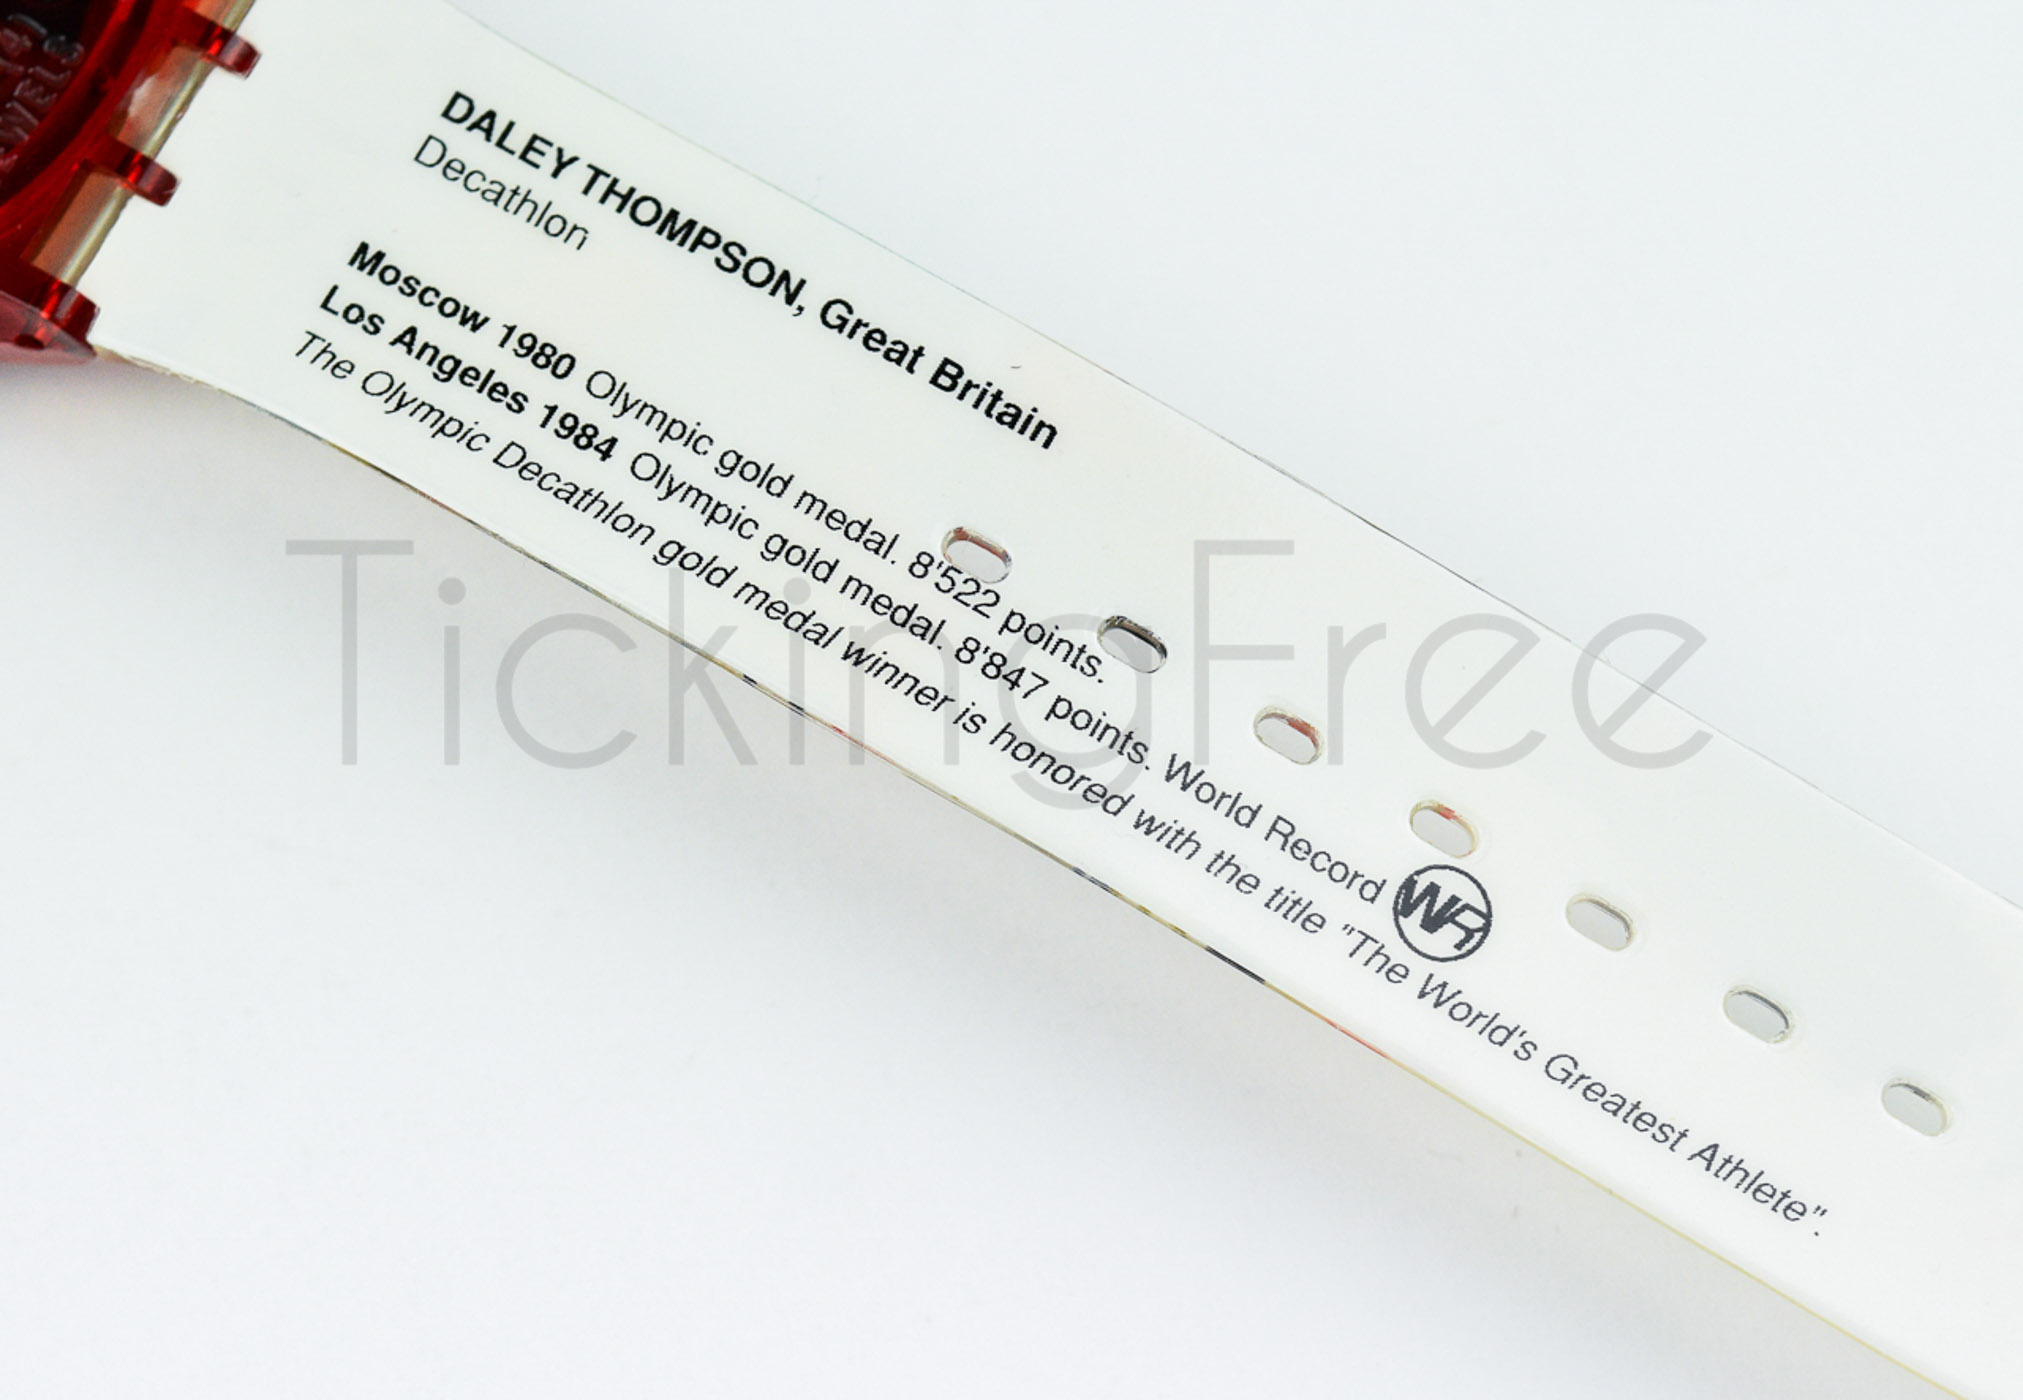 DALEY THOMPSON, Great Britain
Decathlon
Moscow 1980 Olympic gold medal. 8'522 points.
Los Angeles 1984 Olympic gold medal. 8'847 points. World Record WR
The Olympic Decathlon gold medal winner is honored with the title "The World's Greatest Athlete".
TickingFree